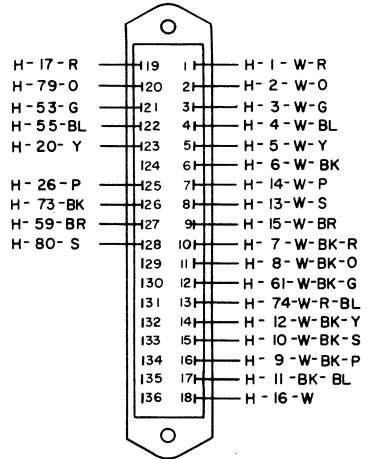 H-17-R 19 1 H-1-W-R
H-79-O 20 2 H-2-W-O
H-53-G 21 3 H-3-W-G
H-55-BL 22 4 H-4-W-BL
H-20-Y 23 5 H-5-W-Y
24 6 H-6-W-BK
H-26-P 25 7 H-14-W-P
H-73-BK 26 8 H-13-W-S
H-59-BR 27 9 H-15-W-BR
H-80-S 28 10 H-7-W-BK-R
29 11 H-8-W-BK-O
30 12 H-61-W-BK-G
31 13 H-74-W-R-BL
32 14 H-12-W-BK-Y
33 15 H-10-W-BK-S
34 16 H-9-W-BK-P
35 17 H-11-BK-BL
36 18 H-16-W